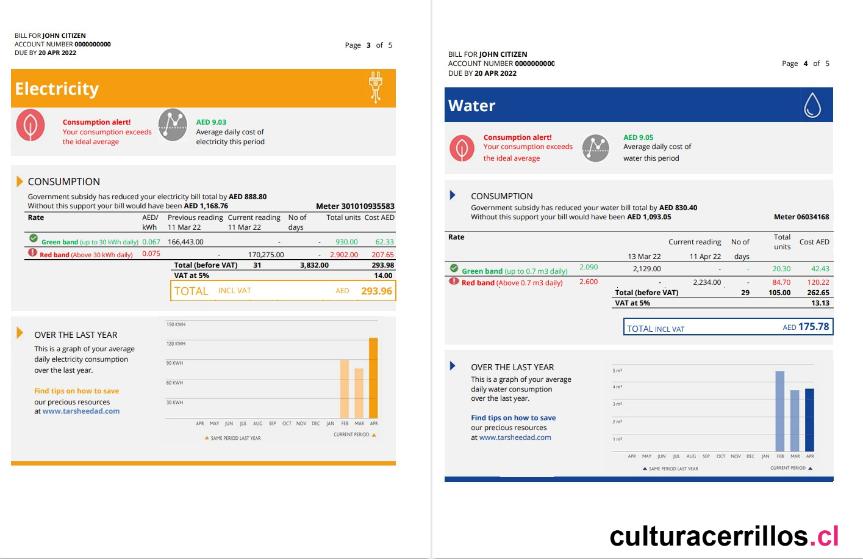 BILL FOR JOHN CITIZEN
ACCOUNT NUMBER 0000000000
DUE BY 20 APR 2022
Page 3 of 5
Electricity
Consumption alert!
Your consumption exceeds
the ideal average
AED 9.03
Average daily cost of
electricity this period
CONSUMPTION
Government subsidy has reduced your electricity bill total by AED 888.80
Without this support your bill would have been AED 1,168.76
Meter 301010935583
Rate AED/ kWh Previous reading 11 Mar 22 Current reading 11 Mar 22 No of days Total units Cost AED
Green band (up to 30 kWh daily) 0.067 166,443.00 - - 930.00 62.33
Red band (Above 30 kWh daily) 0.075 - 170,275.00 - 2.902.00 207.65
Total (before VAT) 31 3,832.00 293.98
VAT at 5% 14.00
TOTAL INCL VAT AED 293.96
OVER THE LAST YEAR
This is a graph of your average
daily electricity consumption
over the last year.
Find tips on how to save
our precious resources
at www.tarsheedad.com
150 KWH
120 KWH
90 KWH
60 KWH
30 KWH
APR MAY JUN JUL AUG SEP OCT NOV DEC JAN FEB MAR APR
SAME PERIOD LAST YEAR
CURRENT PERIOD
BILL FOR JOHN CITIZEN
ACCOUNT NUMBER 0000000000
DUE BY 20 APR 2022
Page 4 of 5
Water
Consumption alert!
Your consumption exceeds
the ideal average
AED 9.05
Average daily cost of
water this period
CONSUMPTION
Government subsidy has reduced your water bill total by AED 830.40
Without this support your bill would have been AED 1,093.05
Meter 06034168
Rate 13 Mar 22 Current reading 11 Apr 22 No of days Total units Cost AED
Green band (up to 0.7 m3 daily) 2.090 2,129.00 - - 20.30 42.43
Red band (Above 0.7 m3 daily) 2.600 - 2,234.00 - 84.70 120.22
Total (before VAT) 29 105.00 262.65
VAT at 5% 13.13
TOTAL INCL VAT AED 175.78
OVER THE LAST YEAR
This is a graph of your average
daily water consumption
over the last year.
Find tips on how to save
our precious resources
at www.tarsheedad.com
5 m³
4 m³
3 m³
2 m³
1 m³
APR MAY JUN JUL AUG SEP OCT NOV DEC JAN FEB MAR APR
SAME PERIOD LAST YEAR
CURRENT PERIOD
culturacerrillos.cl